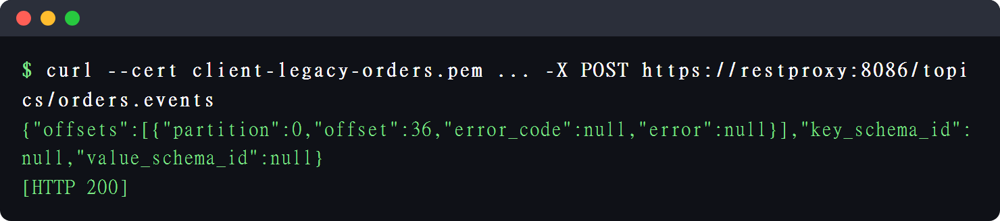 $ curl --cert client-legacy-orders.pem ... -X POST https://restproxy:8086/topi
cs/orders.events
{"offsets":[{"partition":0,"offset":36,"error_code":null,"error":null}],"key_schema_id":
null,"value_schema_id":null}
[HTTP 200]